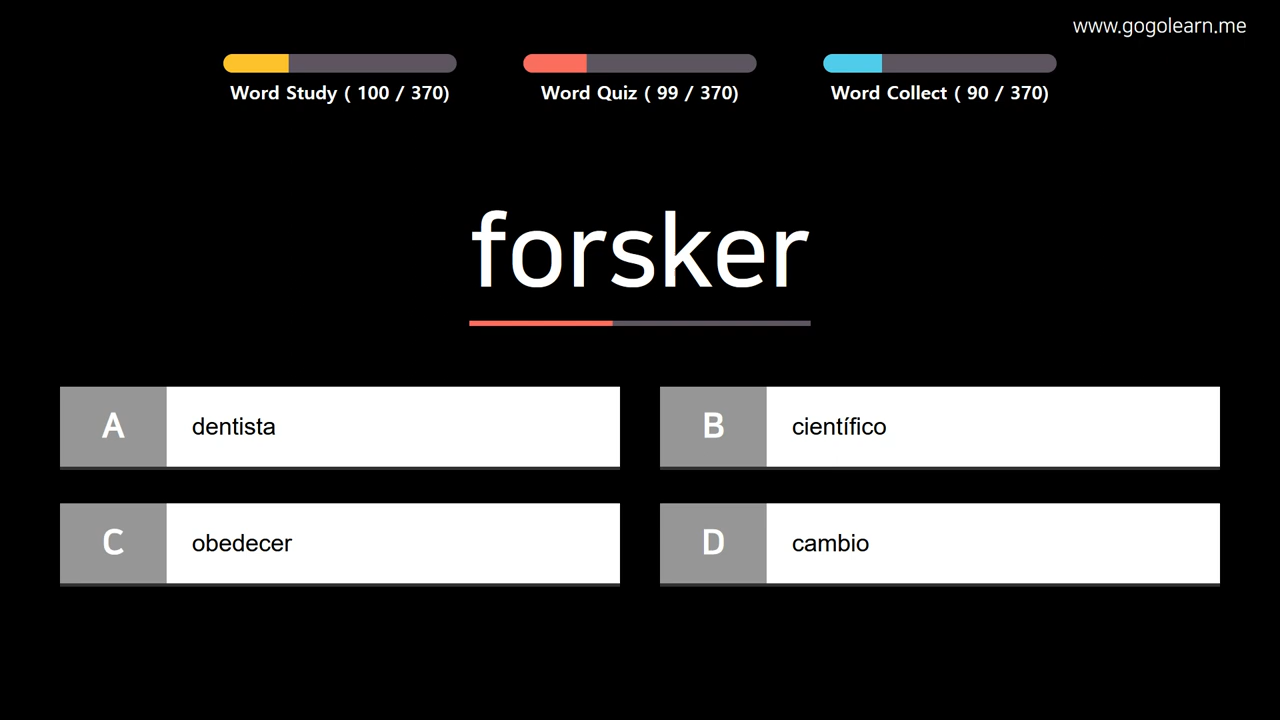 www.gogolearn.me
Word Study ( 100 / 370)
Word Quiz ( 99 / 370)
Word Collect ( 90 / 370)
forsker
A dentista
B científico
C obedecer
D cambio